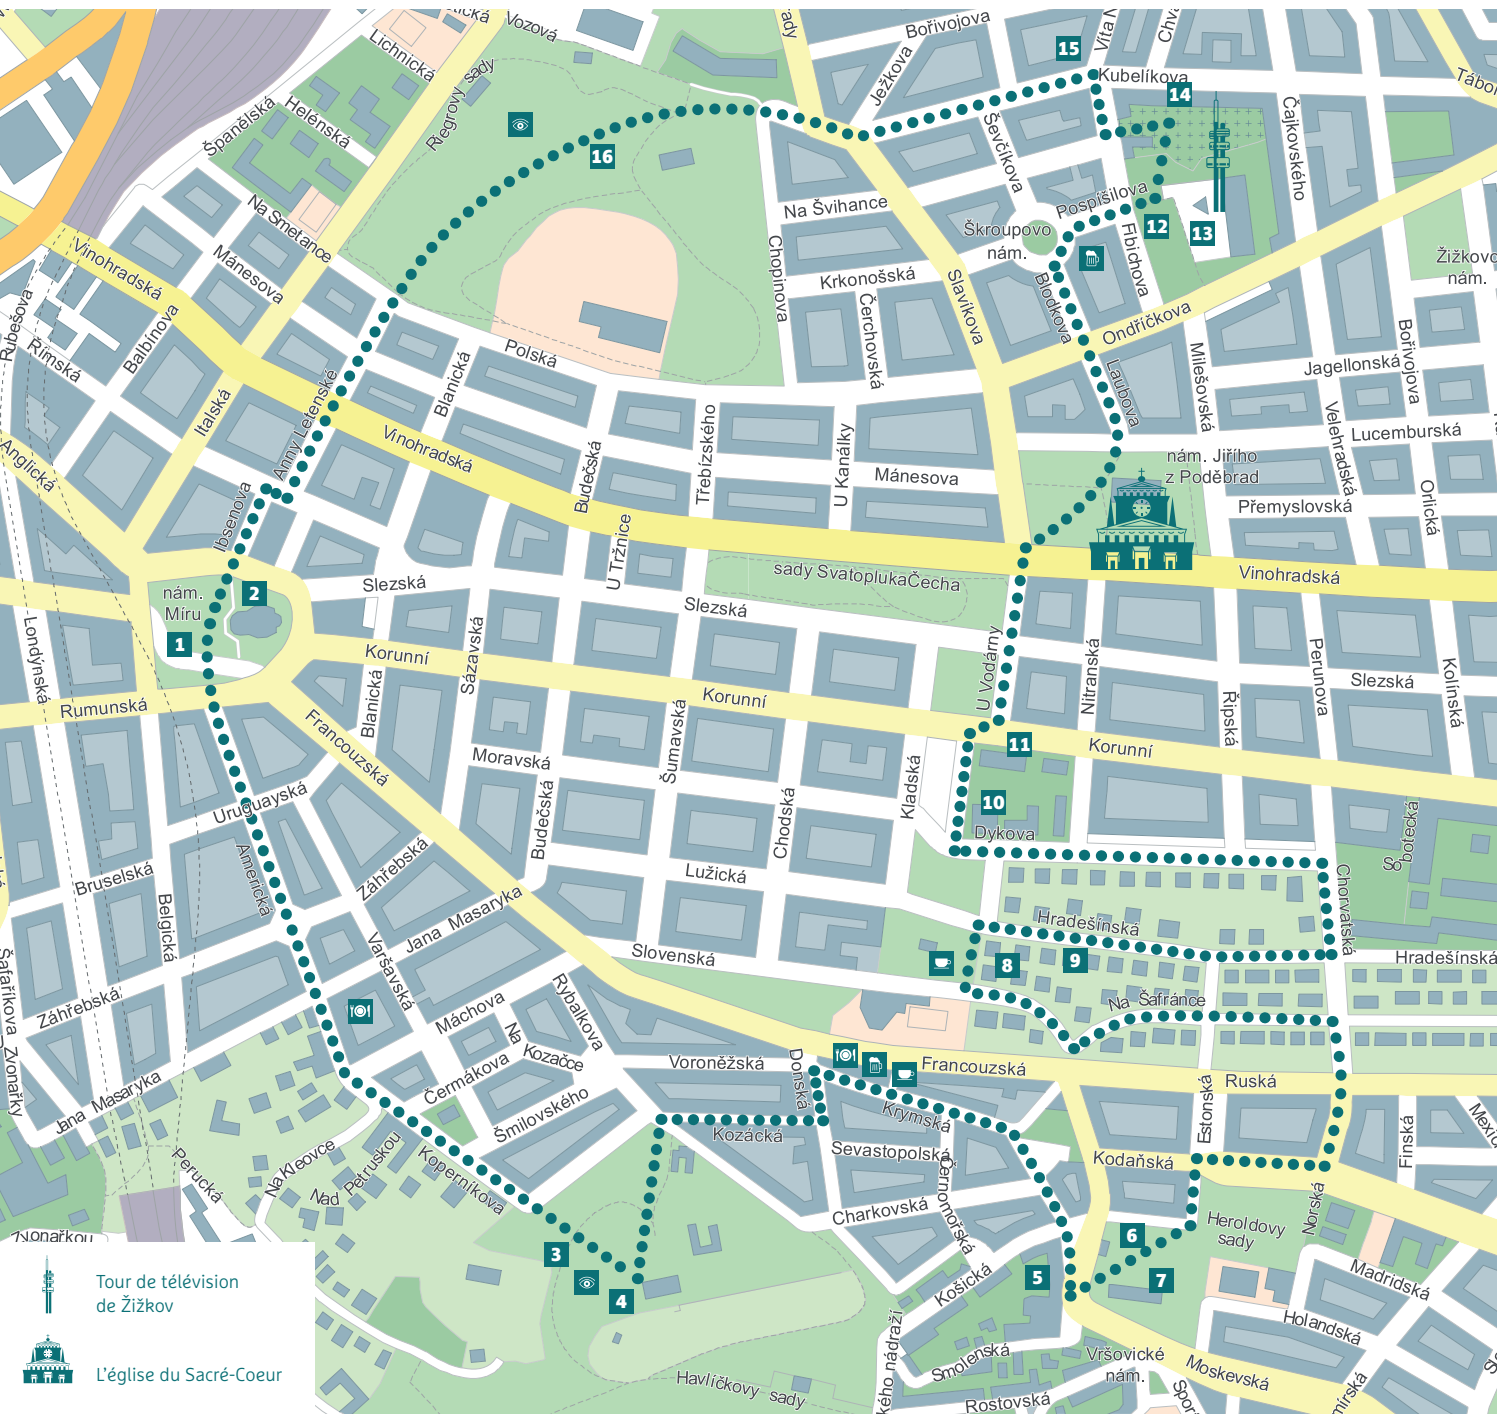 Vozová
Bořivojova
Lichnická
Ježkova
15
Kubelíkova
14
Helénská
Španělská
Riegrovy sady
16
Ševčíkova
Čajkovského
Na Smetance
Mánesova
Vinohradská
Na Švihance
Pospíšilova
12
13
Škroupovo
nám.
Fibichova
Chopinova
Krkonošská
Slavíkova
Blodkova
Žižkovo
nám.
Rubešova
Římská
Balbínova
Čerchovská
Ondříčkova
Polská
Blanická
Anny Letenské
Italská
Laubova
Milešovská
Jagellonská
Bořivojova
Velehradská
Lucemburská
Anglická
Vinohradská
Třebízského
Budečská
U Kanálky
Mánesova
nám. Jiřího
z Poděbrad
Přemyslovská
Orlická
Ibsenova
U Tržnice
sady Svatopluka Čecha
Vinohradská
nám.
Míru
2
1
Slezská
Slezská
Londýnská
Korunní
Sázavská
Blanická
Korunní
U Vodárny
Nitranská
Perunova
Slezská
Kolínská
Řipská
Rumunská
Francouzská
Šumavská
11
Korunní
Moravská
Kladská
10
Dykova
Uruguayská
Budečská
Chodská
Americká
Záhřebská
Bruselská
Belgická
Lužická
Jana Masaryka
Slovenská
Hradešínská
Chorvatská
Hradešínská
8
9
Varšavská
Na Šafránce
Záhřebská
Šafaříkova
Zvonařky
Máchova
Na Kozačce
Rybalkova
Čermákova
Voroněžská
Donská
Francouzská
Ruská
Jana Masaryka
Šmilovského
Krymská
Kozácká
Sevastopolská
Kodaňská
Estonská
Finská
Perucká
Na Kleovce
Nad Petruskou
Koperníkova
Černomořská
Charkovská
Norská
Heroldovy
sady
3
4
5
6
7
Košická
Madridská
Holandská
Smolenská
Vršovické
nám.
Moskevská
Havlíčkovy sady
Rostovská
Tour de télévision
de Žižkov
L'église du Sacré-Coeur